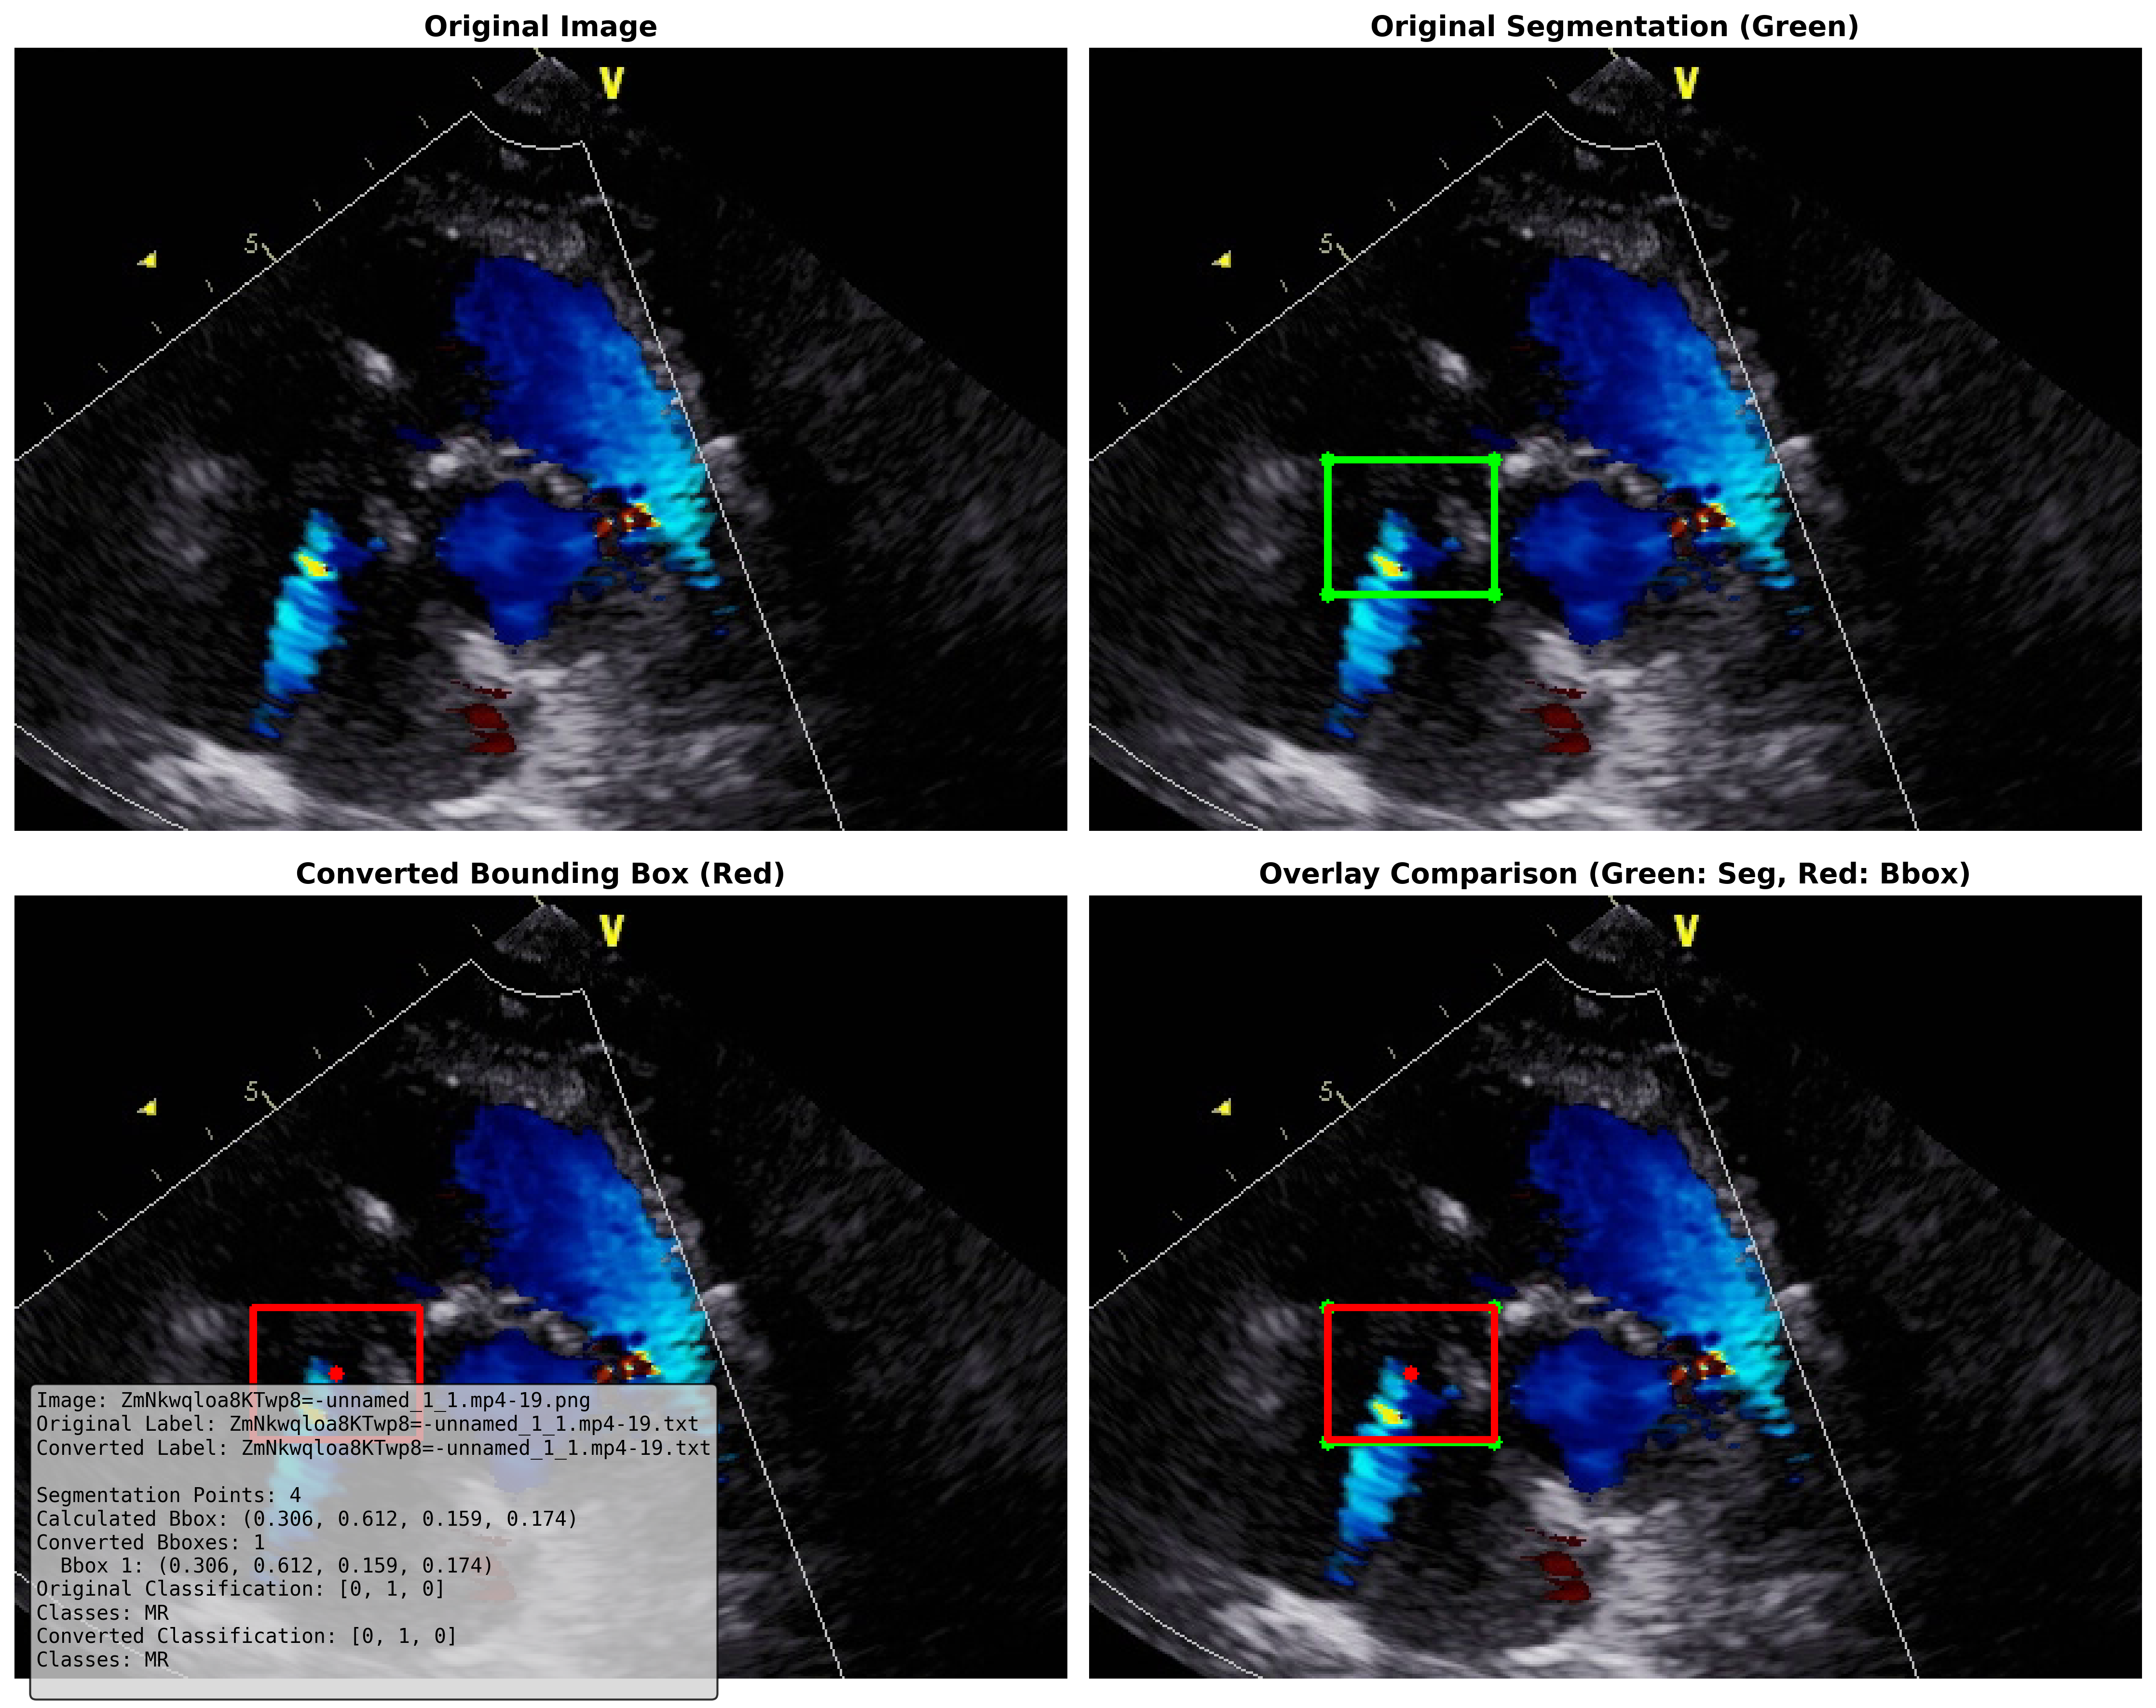 Original Image
Original Segmentation (Green)
V
V
5
5
Converted Bounding Box (Red)
Overlay Comparison (Green: Seg, Red: Bbox)
V
V
5
5
Image: ZmNkwqloa8KTwp8=-unnamed_1_1.mp4-19.png
Original Label: ZmNkwqloa8KTwp8=-unnamed_1_1.mp4-19.txt
Converted Label: ZmNkwqloa8KTwp8=-unnamed_1_1.mp4-19.txt
Segmentation Points: 4
Calculated Bbox: (0.306, 0.612, 0.159, 0.174)
Converted Bboxes: 1
Bbox 1: (0.306, 0.612, 0.159, 0.174)
Original Classification: [0, 1, 0]
Classes: MR
Converted Classification: [0, 1, 0]
Classes: MR